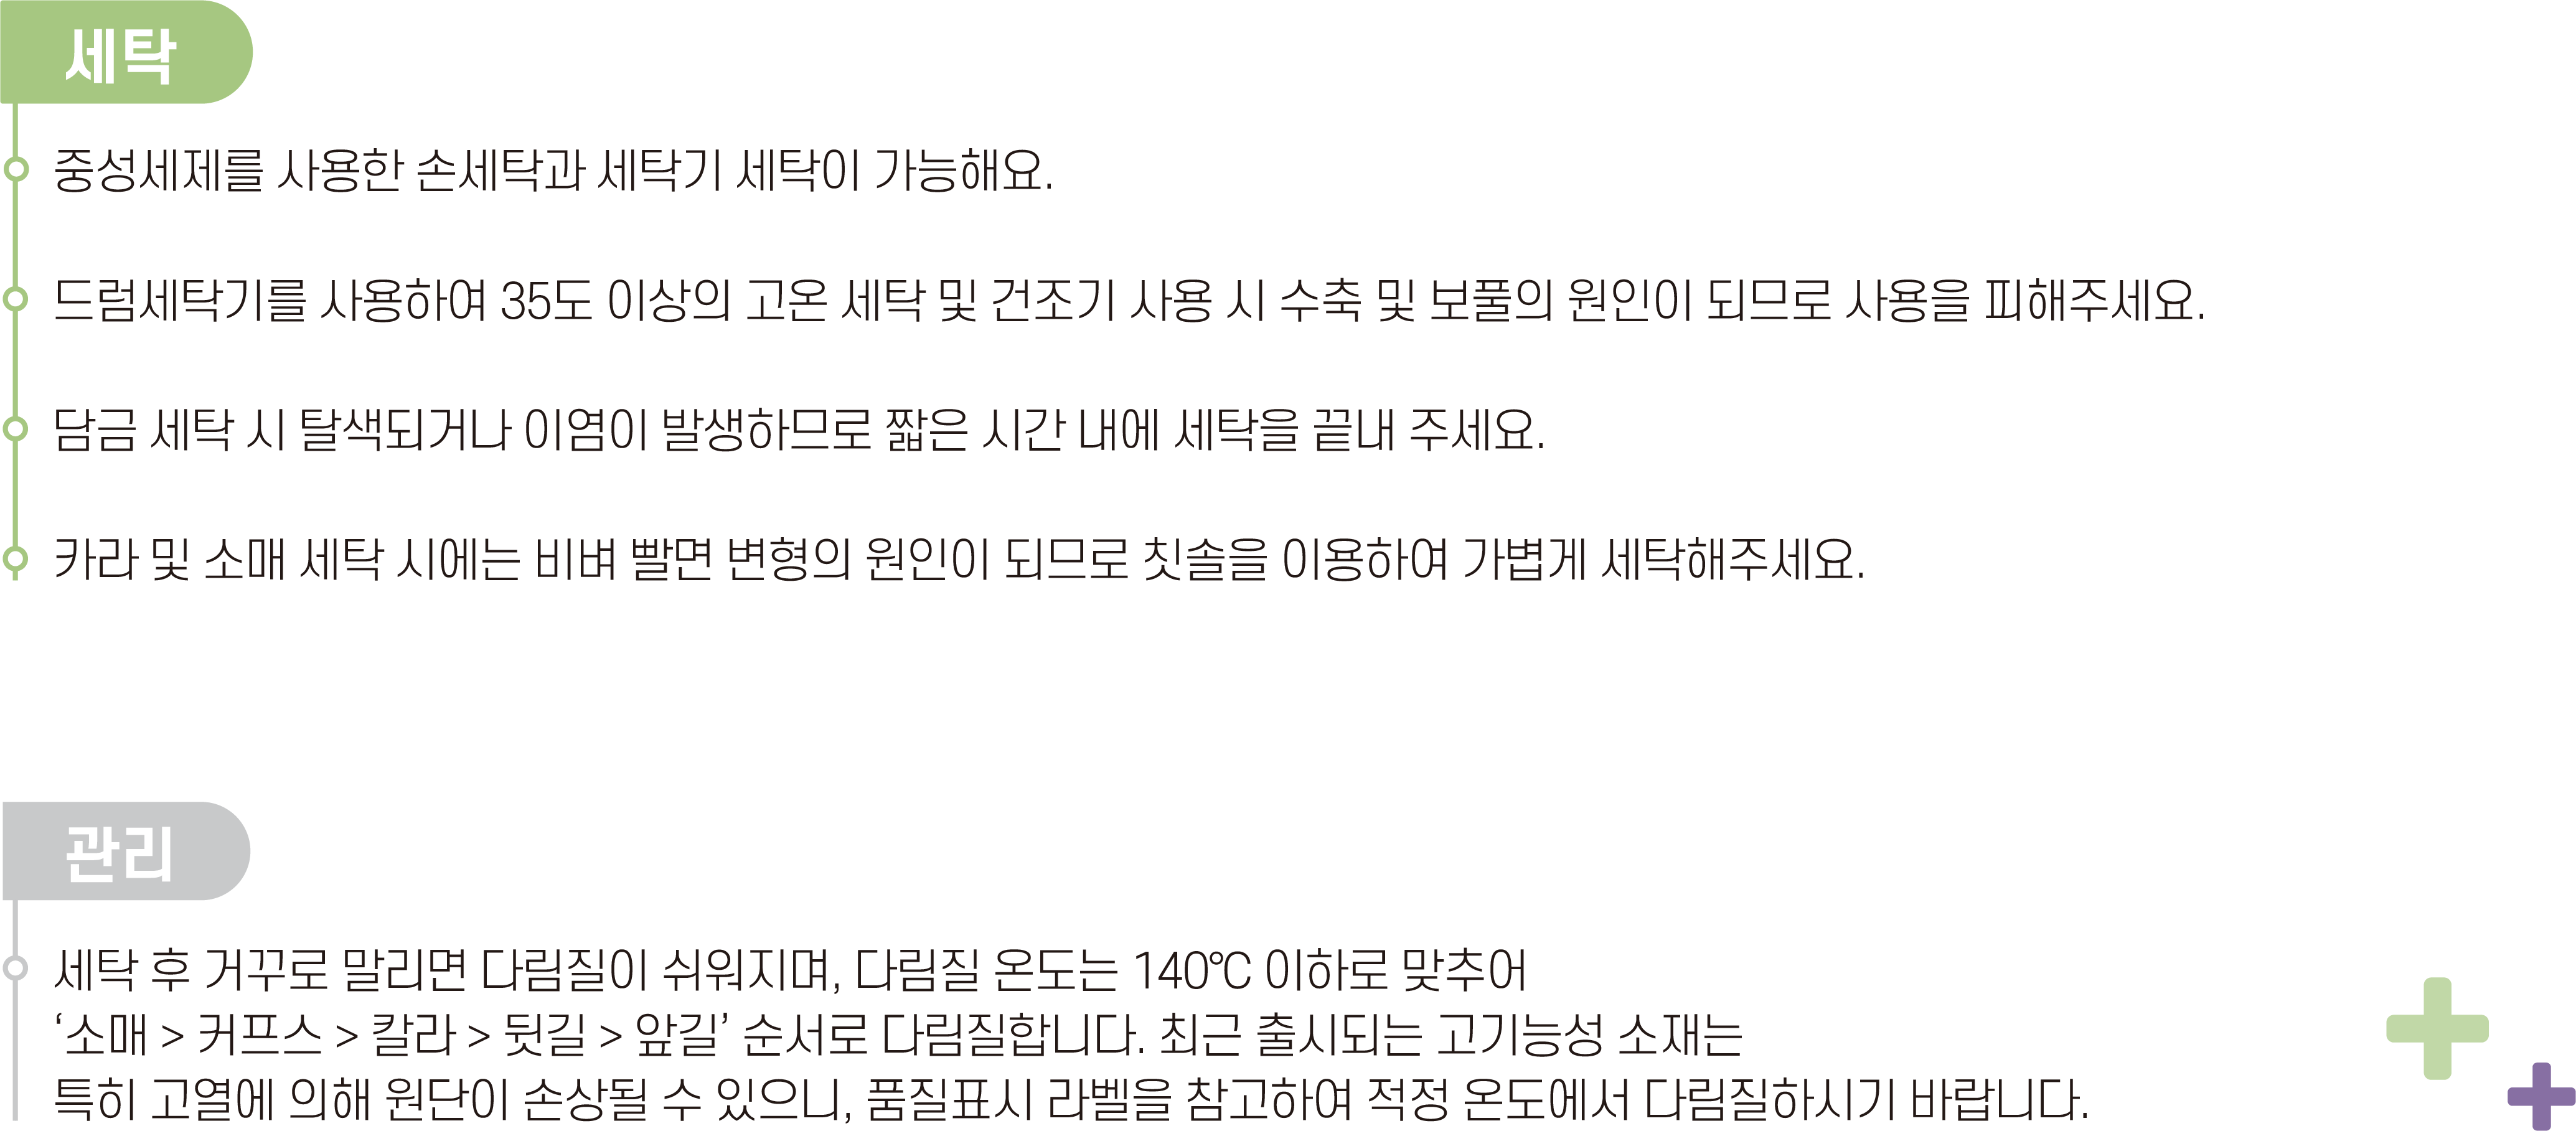 세탁
중성세제를 사용한 손세탁과 세탁기 세탁이 가능해요.
드럼세탁기를 사용하여 35도 이상의 고온 세탁 및 건조기 사용 시 수축 및 보풀의 원인이 되므로 사용을 피해주세요.
담금 세탁 시 탈색되거나 이염이 발생하므로 짧은 시간 내에 세탁을 끝내 주세요.
카라 및 소매 세탁 시에는 비벼 빨면 변형의 원인이 되므로 칫솔을 이용하여 가볍게 세탁해주세요.
관리
세탁 후 거꾸로 말리면 다림질이 쉬워지며, 다림질 온도는 140℃ 이하로 맞추어
‘소매 > 커프스 > 칼라 > 뒷길 > 앞길’ 순서로 다림질합니다. 최근 출시되는 고기능성 소재는
특히 고열에 의해 원단이 손상될 수 있으니, 품질표시 라벨을 참고하여 적정 온도에서 다림질하시기 바랍니다.